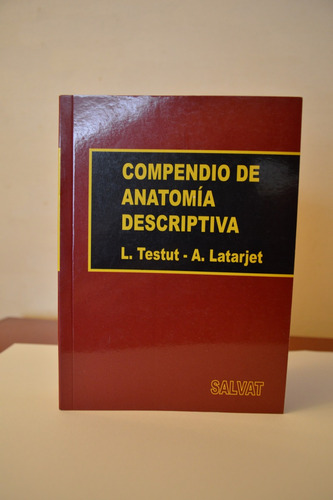 COMPENDIO DE
ANATOMÍA
DESCRIPTIVA
L. Testut - A. Latarjet
SALVAT